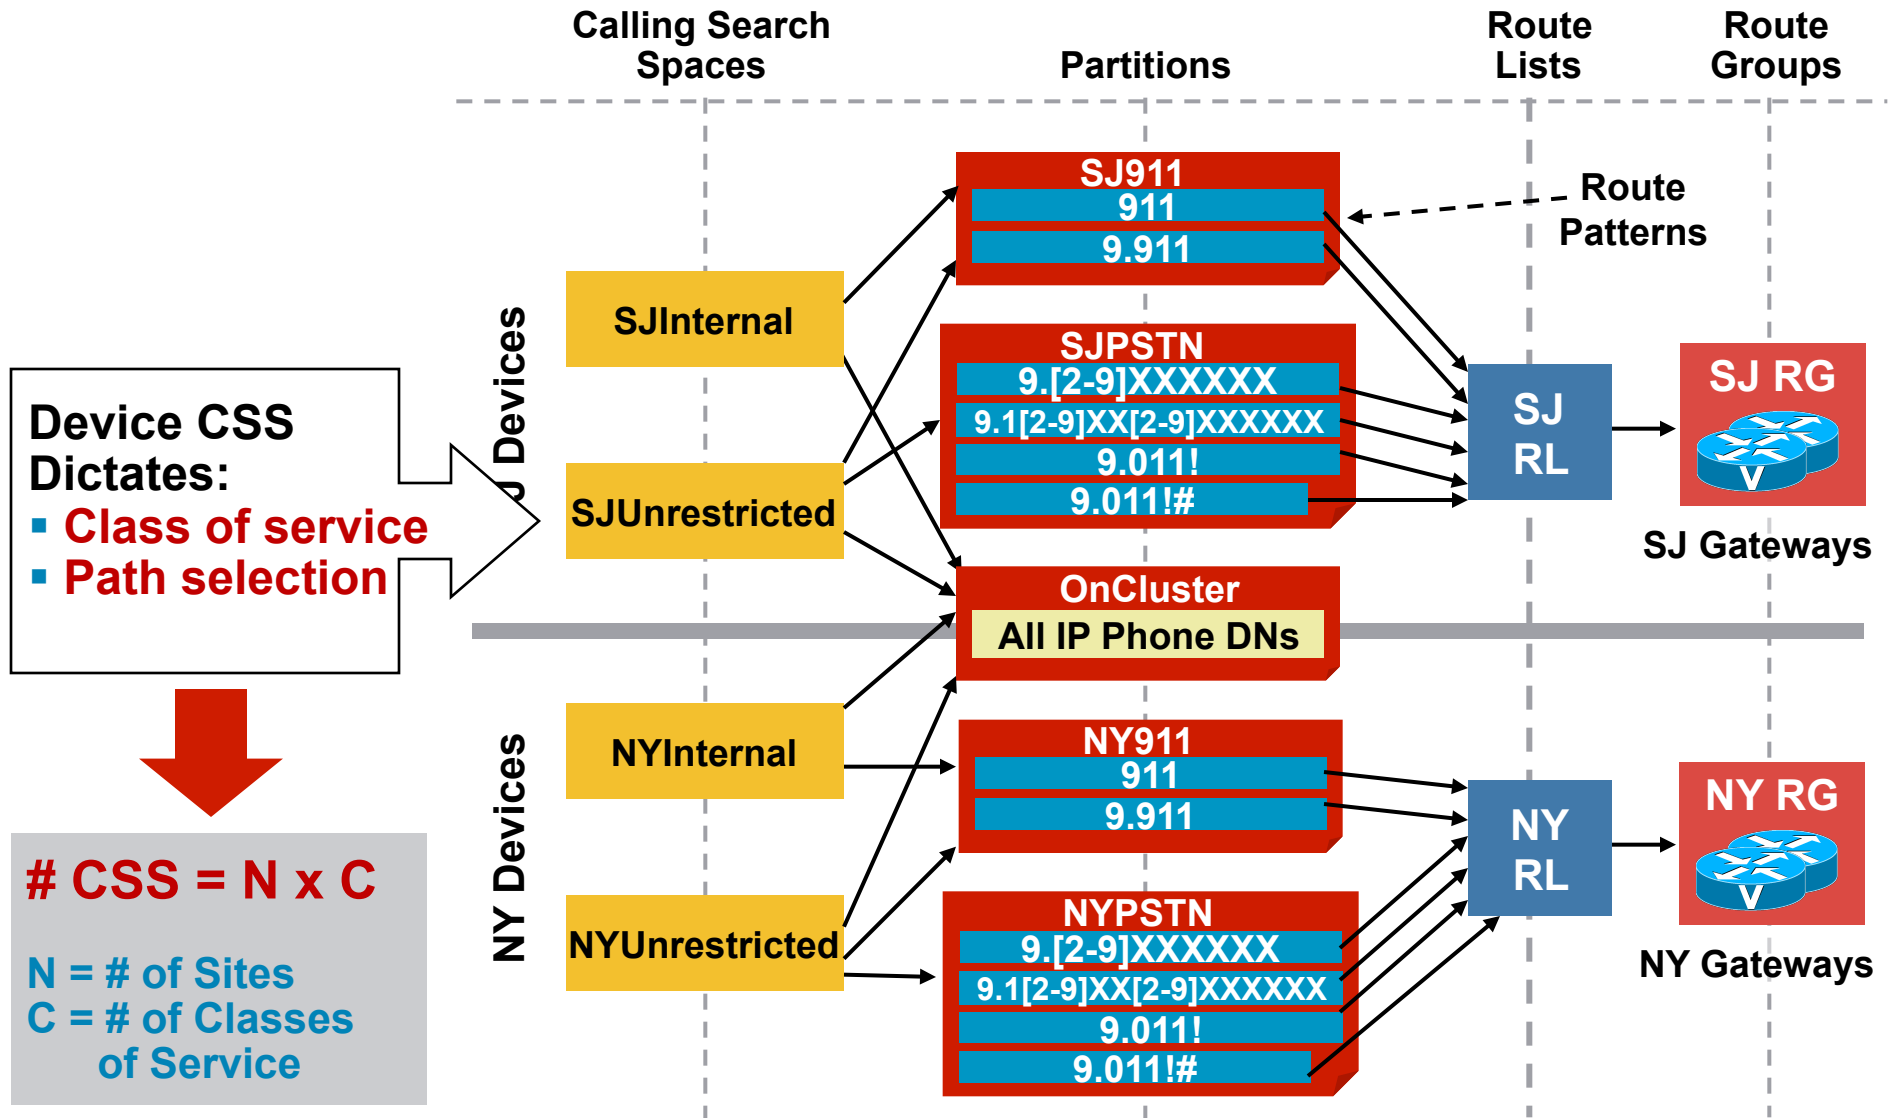 Calling Search
Spaces
Partitions
Route
Lists
Route
Groups
SJ911
911
9.911
Route
Patterns
SJInternal
SJPSTN
9.[2-9]XXXXXX
9.1[2-9]XX[2-9]XXXXXX
9.011!
9.011!#
SJUnrestricted
J Devices
SJ
RL
SJ RG
V
SJ Gateways
Device CSS
Dictates:
▪ Class of service
▪ Path selection
OnCluster
All IP Phone DNs
NYInternal
NY911
911
9.911
NY Devices
NYUnrestricted
NYPSTN
9.[2-9]XXXXXX
9.1[2-9]XX[2-9]XXXXXX
9.011!
9.011!#
NY
RL
NY RG
V
NY Gateways
# CSS = N x C
N = # of Sites
C = # of Classes
of Service